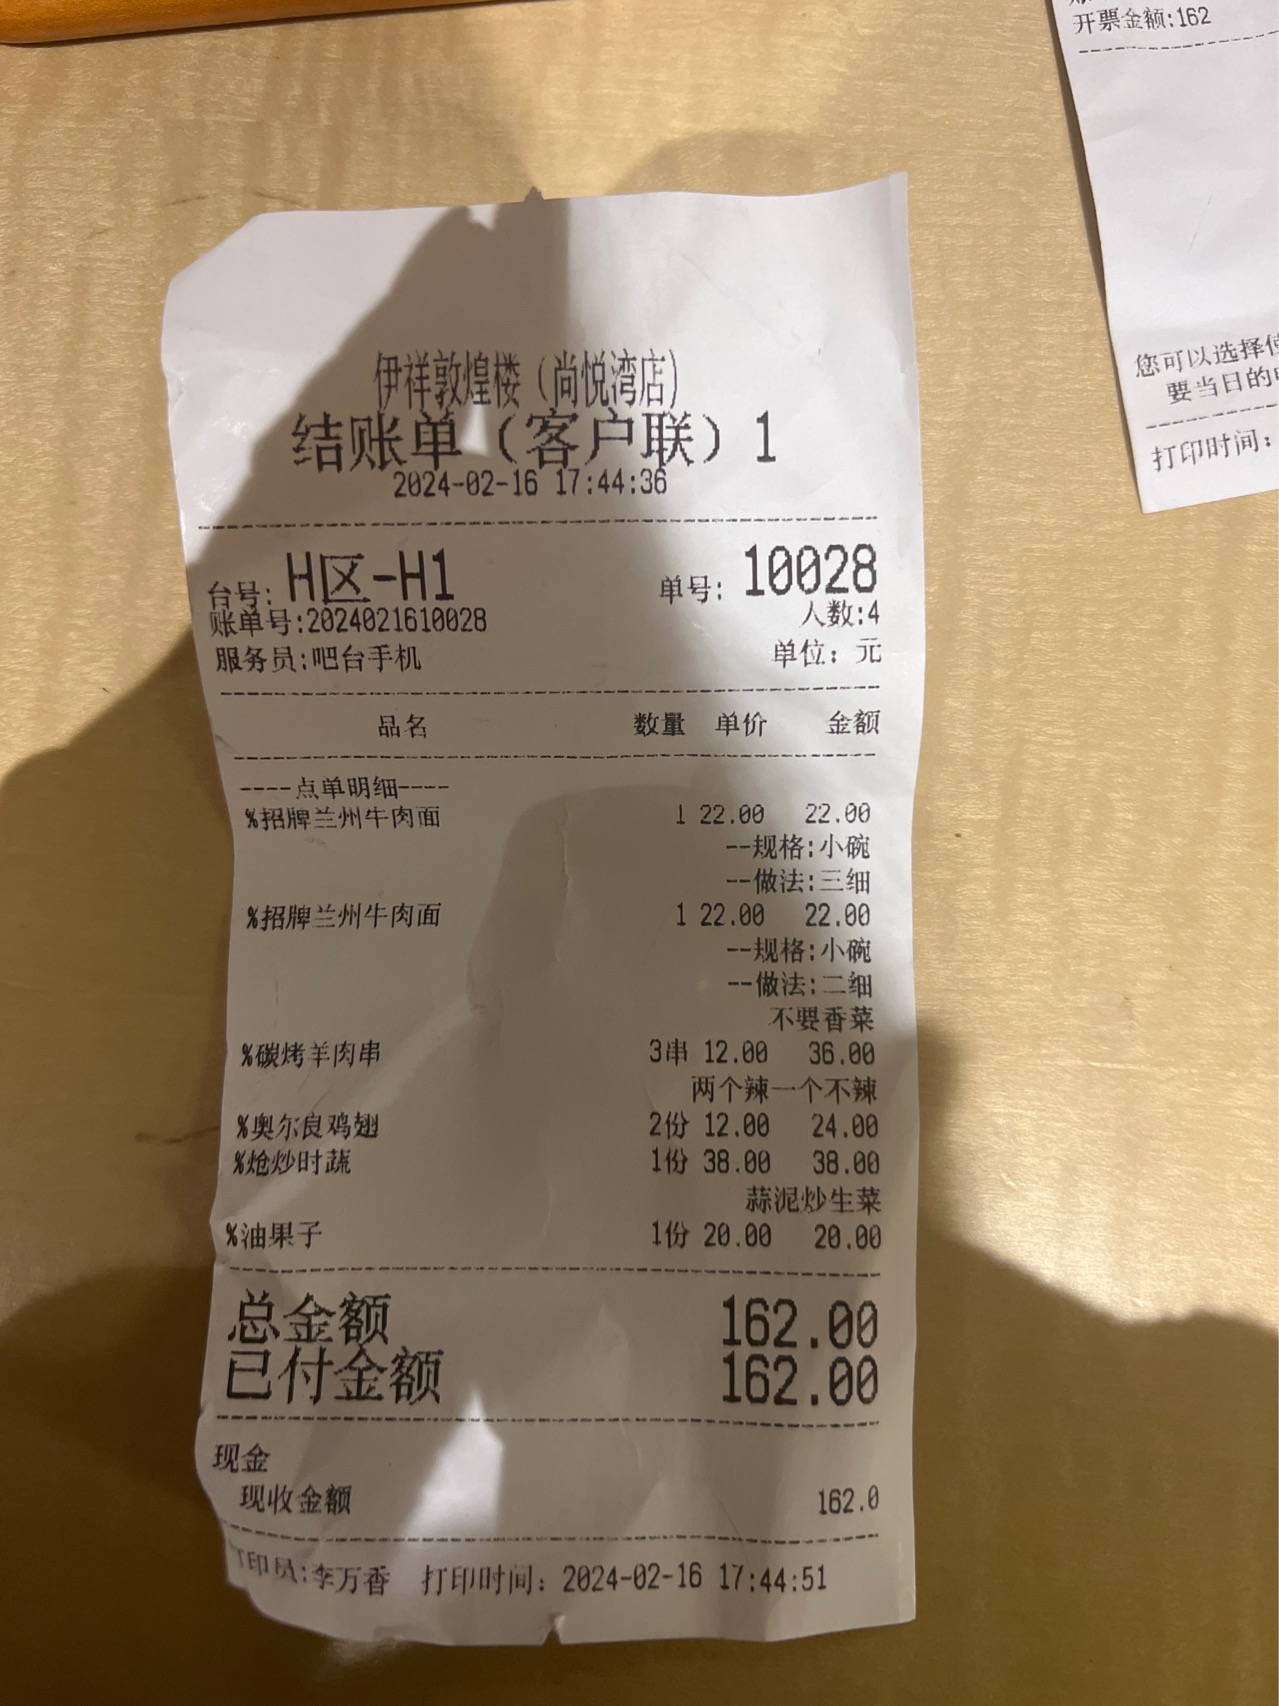 开票金额:162
您可以选择
要当日的
打印时间:
伊祥敦煌楼（尚悦湾店）
结账单（客户联）1
2024-02-16 17:44:36
台号: H区-H1 单号: 10028
账单号:2024021610028 人数:4
服务员:吧台手机 单位: 元
品名 数量 单价 金额
----点单明细----
%招牌兰州牛肉面 1 22.00 22.00
--规格:小碗
--做法:三细
%招牌兰州牛肉面 1 22.00 22.00
--规格:小碗
--做法:二细
不要香菜
%碳烤羊肉串 3串 12.00 36.00
两个辣一个不辣
%奥尔良鸡翅 2份 12.00 24.00
%炝炒时蔬 1份 38.00 38.00
蒜泥炒生菜
%油果子 1份 20.00 20.00
总金额 162.00
已付金额 162.00
现金
现收金额 162.0
打印员:李万香 打印时间: 2024-02-16 17:44:51